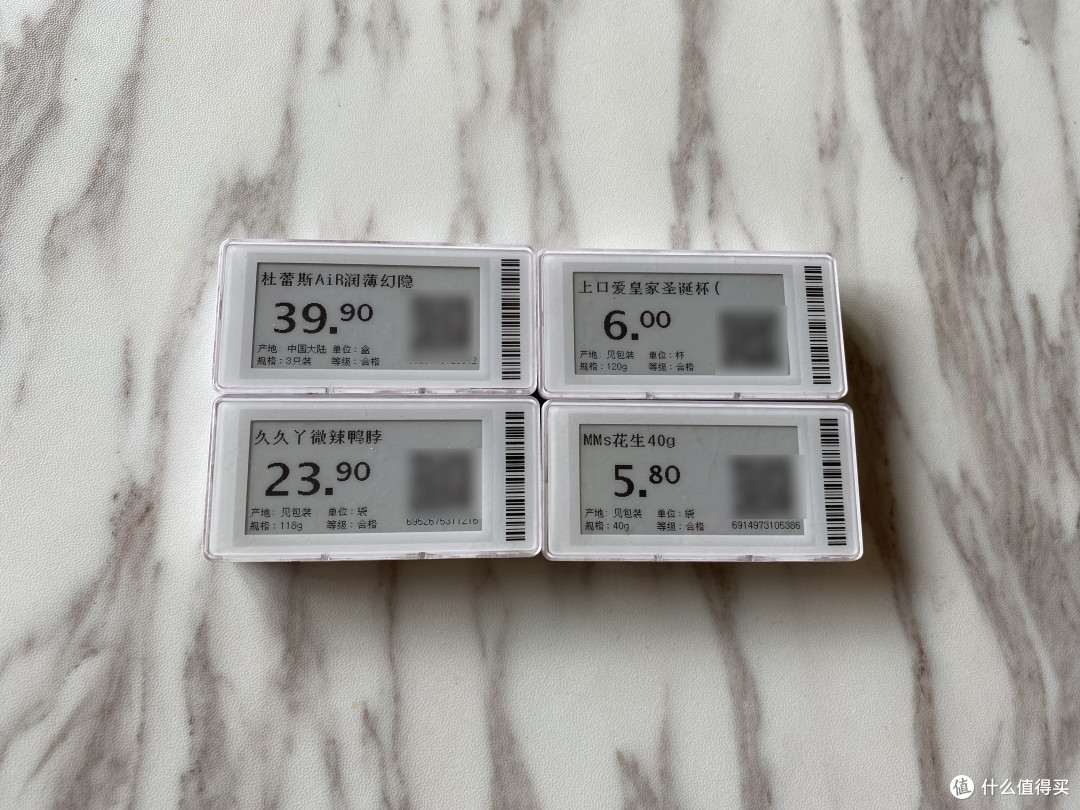 杜蕾斯AiR润薄幻隐
39.90
产地：中国大陆 单位：盒
规格：3只装 等级：合格
上口爱皇家圣诞杯(
6.00
产地：见包装 单位：杯
规格：120g 等级：合格
久久丫微辣鸭脖
23.90
产地：见包装 单位：袋
规格：118g 等级：合格
MMs花生40g
5.80
产地：见包装 单位：袋
规格：40g 等级：合格 6914973105386
值 什么值得买